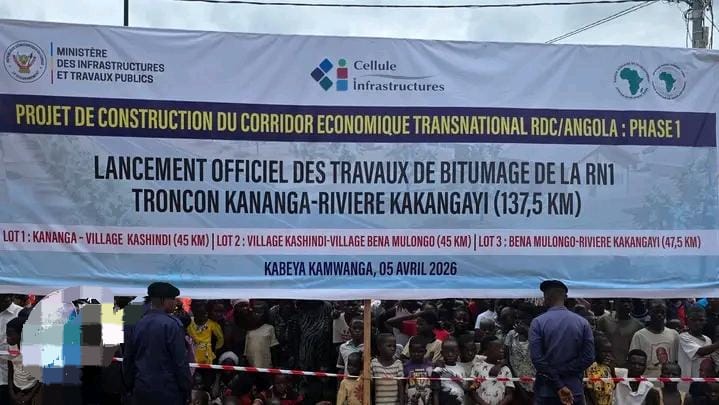 MINISTÈRE
DES INFRASTRUCTURES
ET TRAVAUX PUBLICS
Cellule
Infrastructures
PROJET DE CONSTRUCTION DU CORRIDOR ECONOMIQUE TRANSNATIONAL RDC/ANGOLA : PHASE 1
LANCEMENT OFFICIEL DES TRAVAUX DE BITUMAGE DE LA RN1
TRONCON KANANGA-RIVIERE KAKANGAYI (137,5 KM)
LOT 1 : KANANGA - VILLAGE KASHINDI (45 KM) | LOT 2 : VILLAGE KASHINDI-VILLAGE BENA MULONGO (45 KM) | LOT 3 : BENA MULONGO-RIVIERE KAKANGAYI (47,5 KM)
KABEYA KAMWANGA, 05 AVRIL 2026